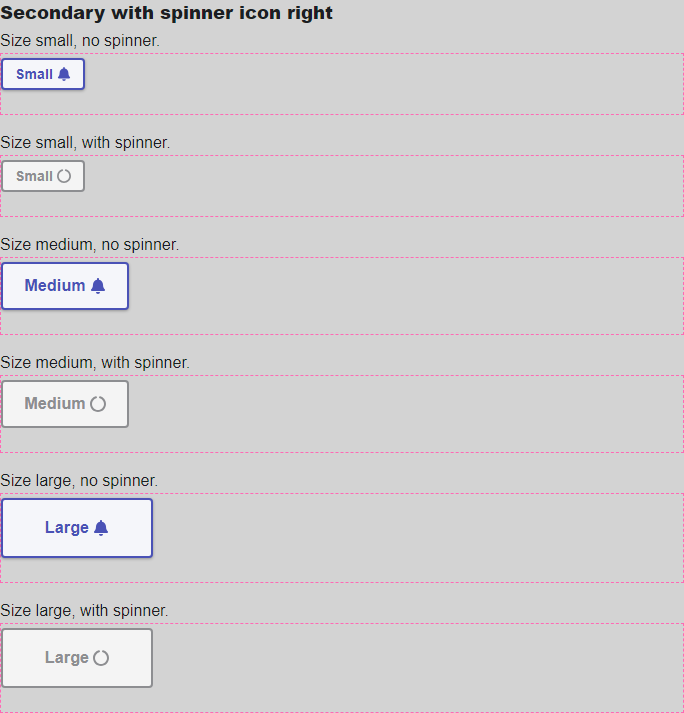 Secondary with spinner icon right
Size small, no spinner.
Small
Size small, with spinner.
Small
Size medium, no spinner.
Medium
Size medium, with spinner.
Medium
Size large, no spinner.
Large
Size large, with spinner.
Large